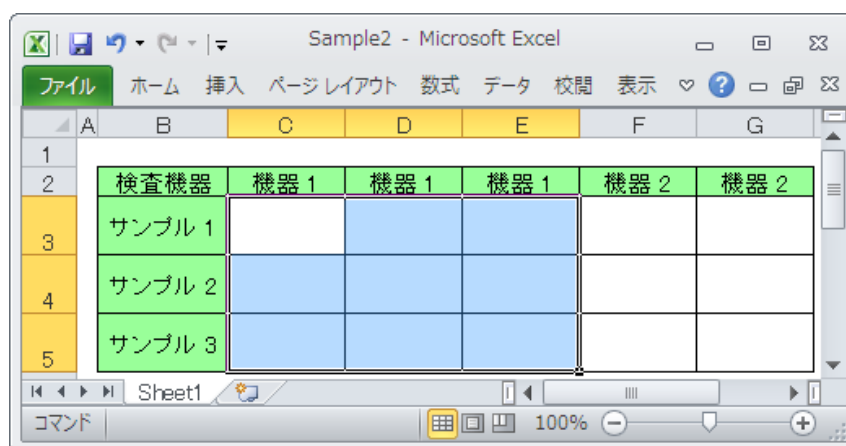 Sample2 - Microsoft Excel
ファイル ホーム 挿入 ページ レイアウト 数式 データ 校閲 表示
A B C D E F G
1
2 検査機器 機器 1 機器 1 機器 1 機器 2 機器 2
3 サンプル 1
4 サンプル 2
5 サンプル 3
Sheet1
コマンド 100%